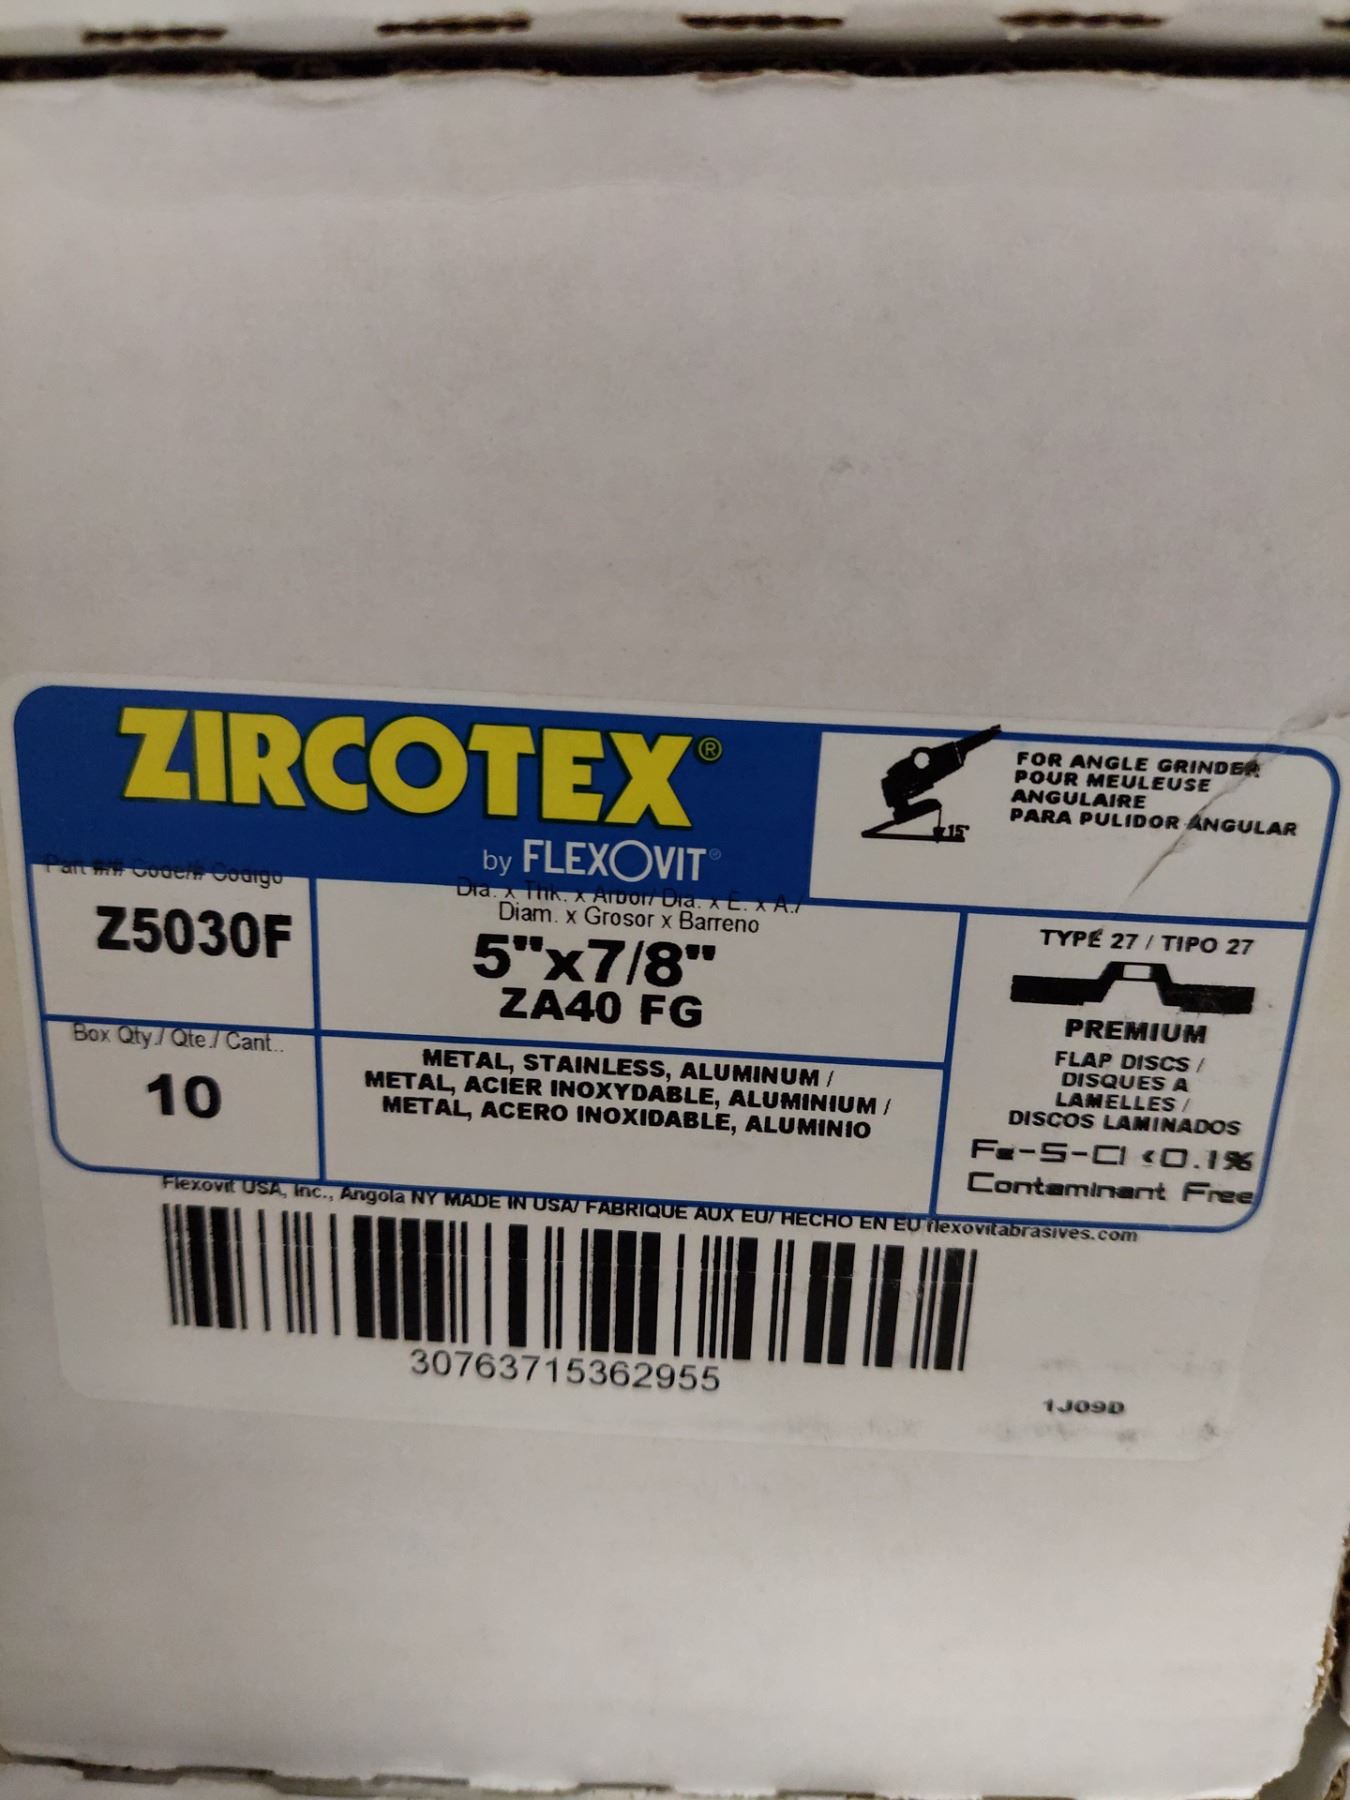 ZIRCOTEX®
by FLEXOVIT®
15°
FOR ANGLE GRINDER
POUR MEULEUSE
ANGULAIRE
PARA PULIDOR ANGULAR
Part #/# Code/# Codigo
Z5030F
Dia. x Thk. x Arbor/ Dia. x E. x A./
Diam. x Grosor x Barreno
5"x7/8"
ZA40 FG
Box Qty./ Qte./ Cant..
10
METAL, STAINLESS, ALUMINUM /
METAL, ACIER INOXYDABLE, ALUMINIUM /
METAL, ACERO INOXIDABLE, ALUMINIO
TYPE 27 / TIPO 27
PREMIUM
FLAP DISCS /
DISQUES A
LAMELLES /
DISCOS LAMINADOS
Fe-S-Cl <0.1%
Contaminant Free
Flexovit USA, Inc., Angola NY MADE IN USA/ FABRIQUE AUX EU/ HECHO EN EU flexovitabrasives.com
30763715362955
1J09D